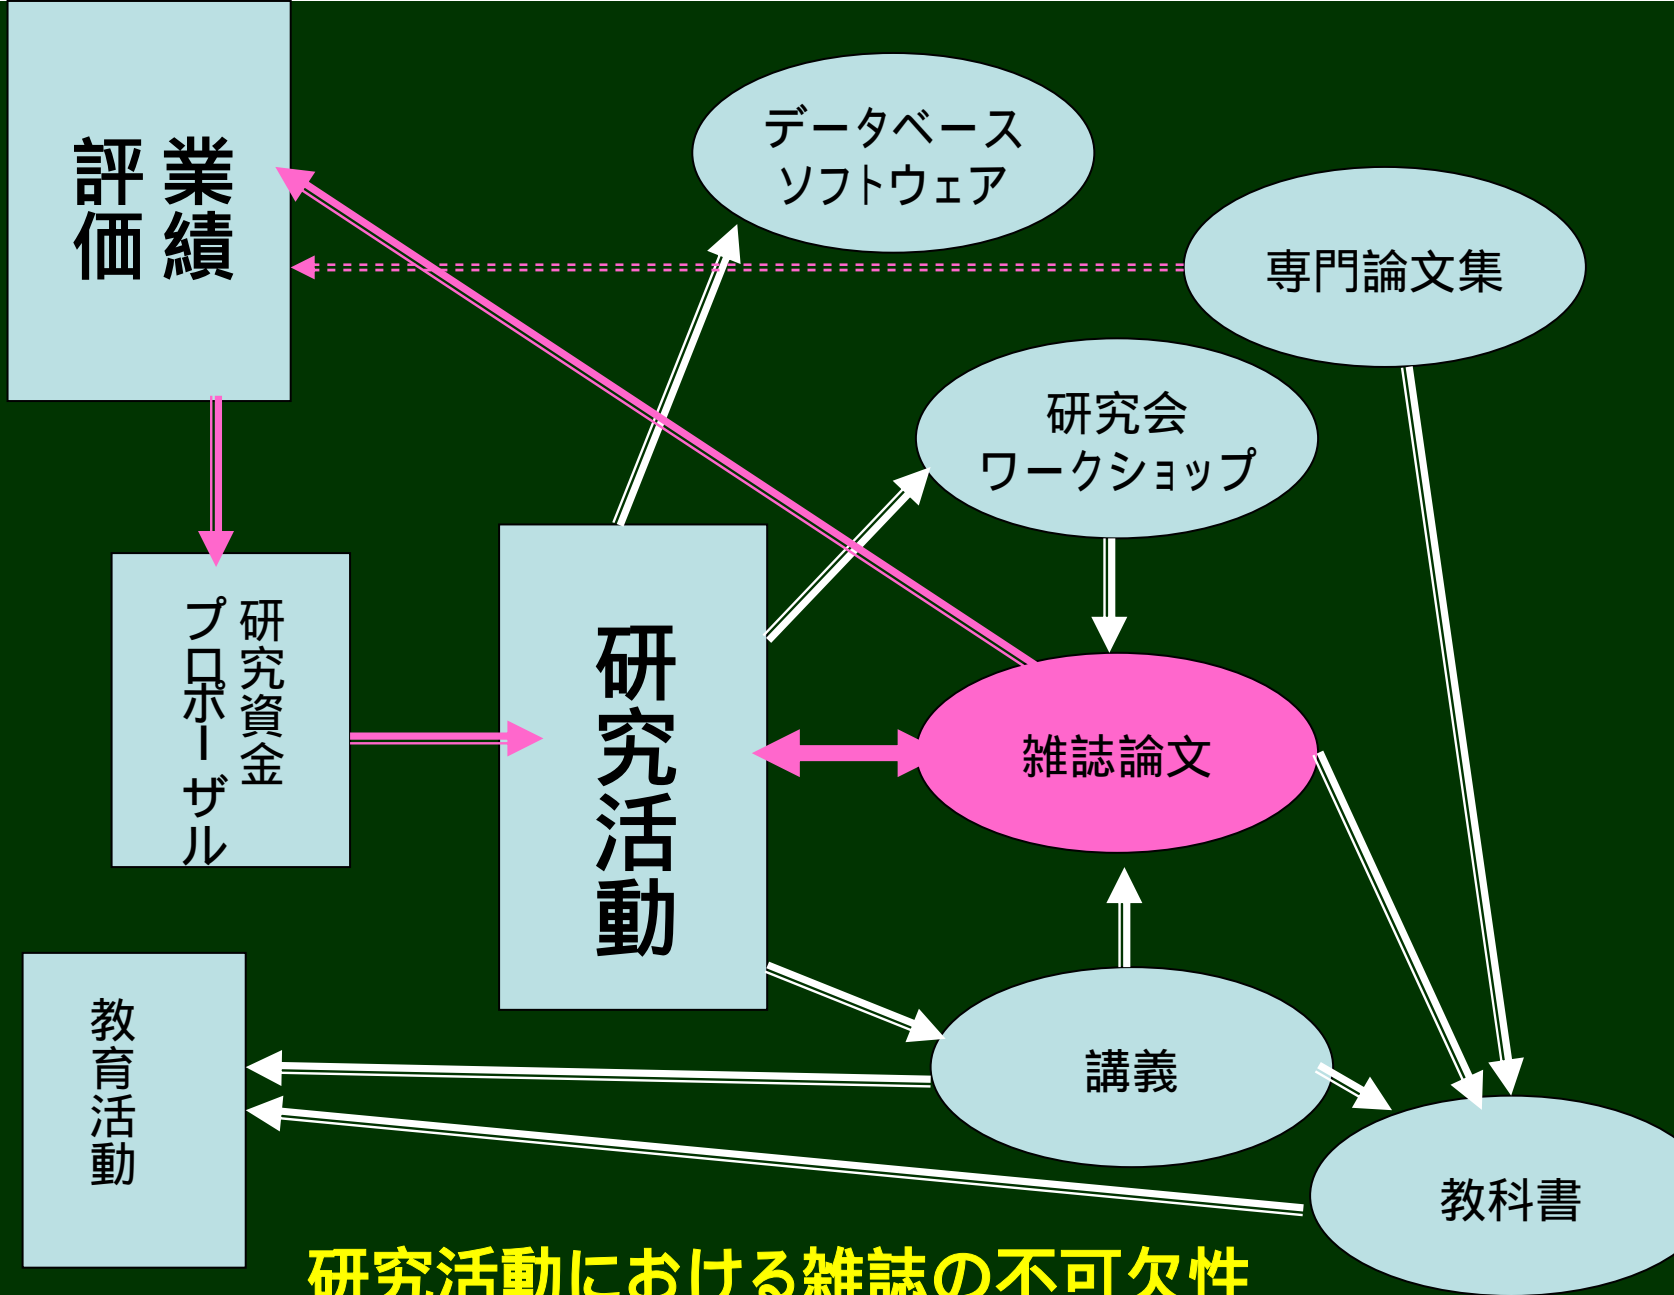 業績
評価
データベース
ソフトウェア
専門論文集
研究会
ワークショップ
研究資金
プロポーザル
研究活動
雑誌論文
教育活動
講義
教科書
研究活動における雑誌の不可欠性